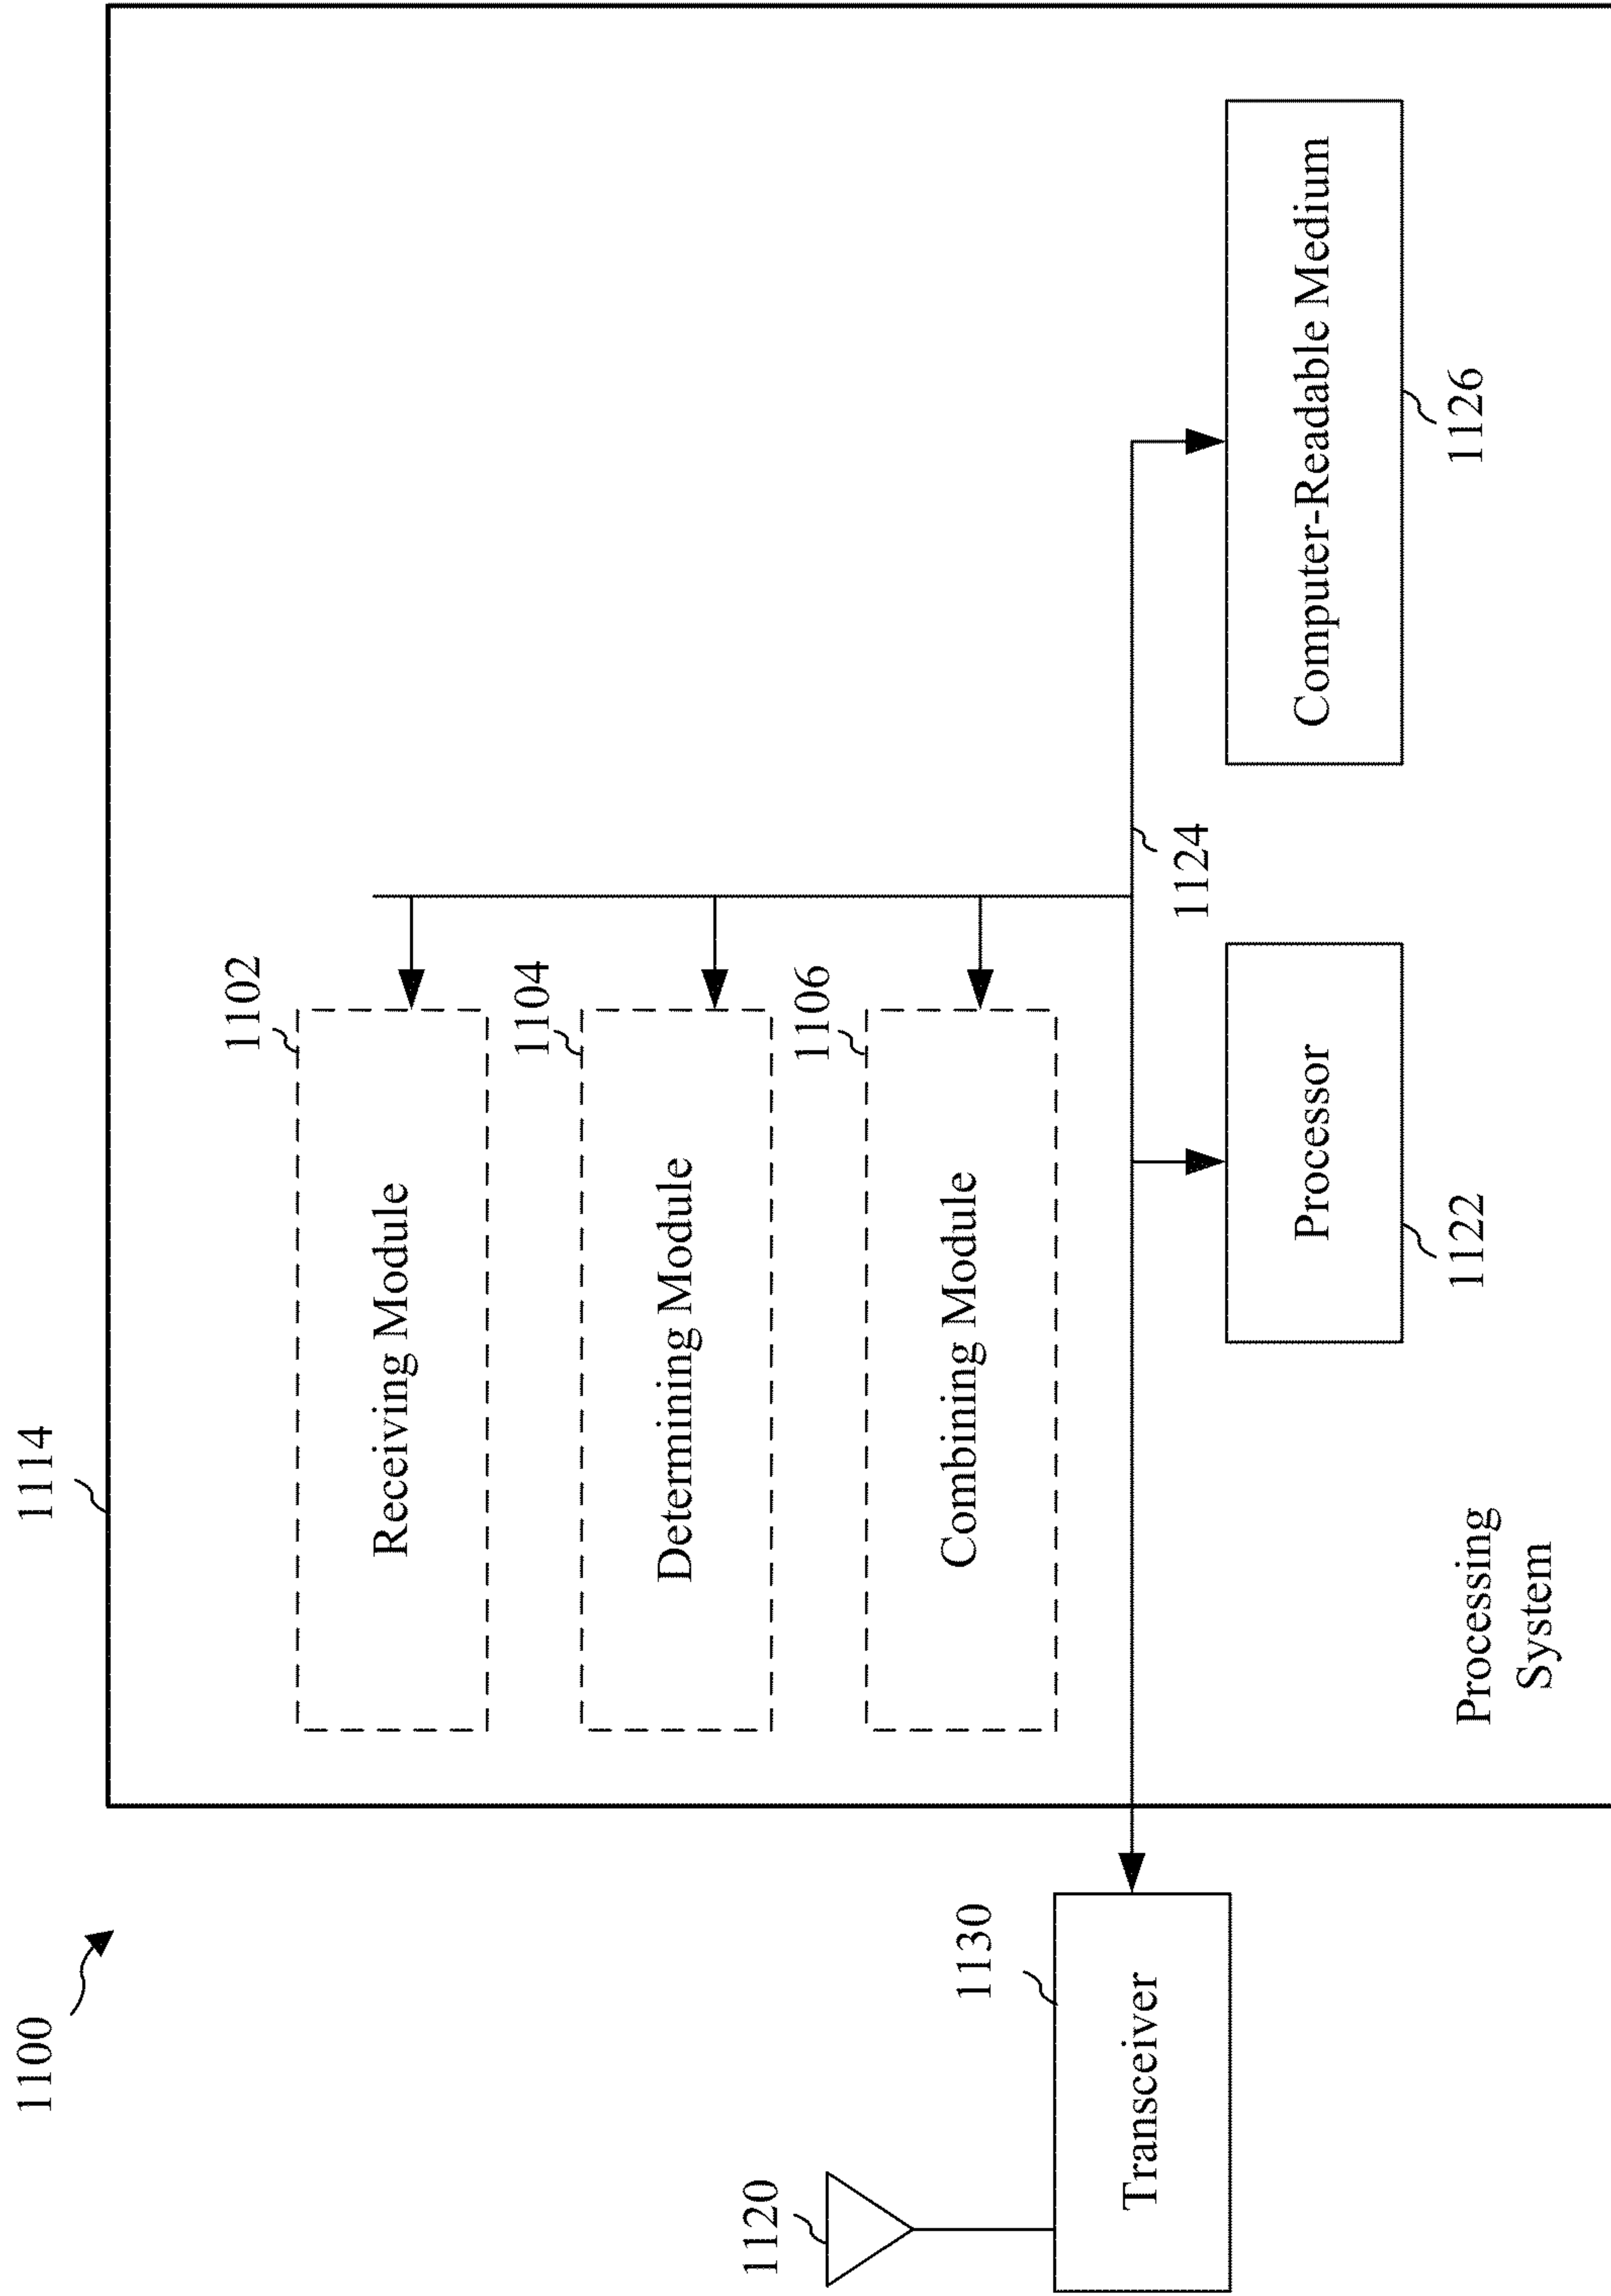 1100
1114
1102
Receiving Module
1104
Determining Module
1106
Combining Module
1120
1130
Transceiver
1124
Processor
Computer-Readable Medium
1122
1126
Processing
System